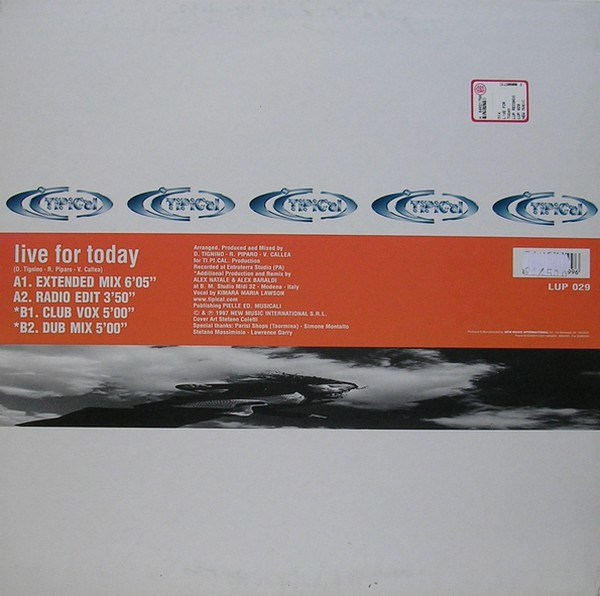 TIPICal TIPICal TIPICal TIPICal TIPICal
live for today
(D. Tignino - R. Piparo - V. Callea)
A1. EXTENDED MIX 6'05"
A2. RADIO EDIT 3'50"
*B1. CLUB VOX 5'00"
*B2. DUB MIX 5'00"
Arranged, Produced and Mixed by
D. TIGNINO - R. PIPARO - V. CALLEA
for TI.PI.CAL. Production
Recorded at Entroterra Studio (PA)
*Additional Production and Remix by
ALEX NATALE & ALEX BARALDI
at B. M. Studio Midi 32 - Modena - Italy
Vocal by KIMARA MARIA LAWSON
www.tipical.com
Publishing PIELLE ED. MUSICALI
© & ℗ 1997 NEW MUSIC INTERNATIONAL S.R.L.
Cover Art Stefano Coletti
Special thanks: Parisi Shops (Taormina) - Simone Montalto
Stefano Massiminio - Lawrence Garry
LUP 029